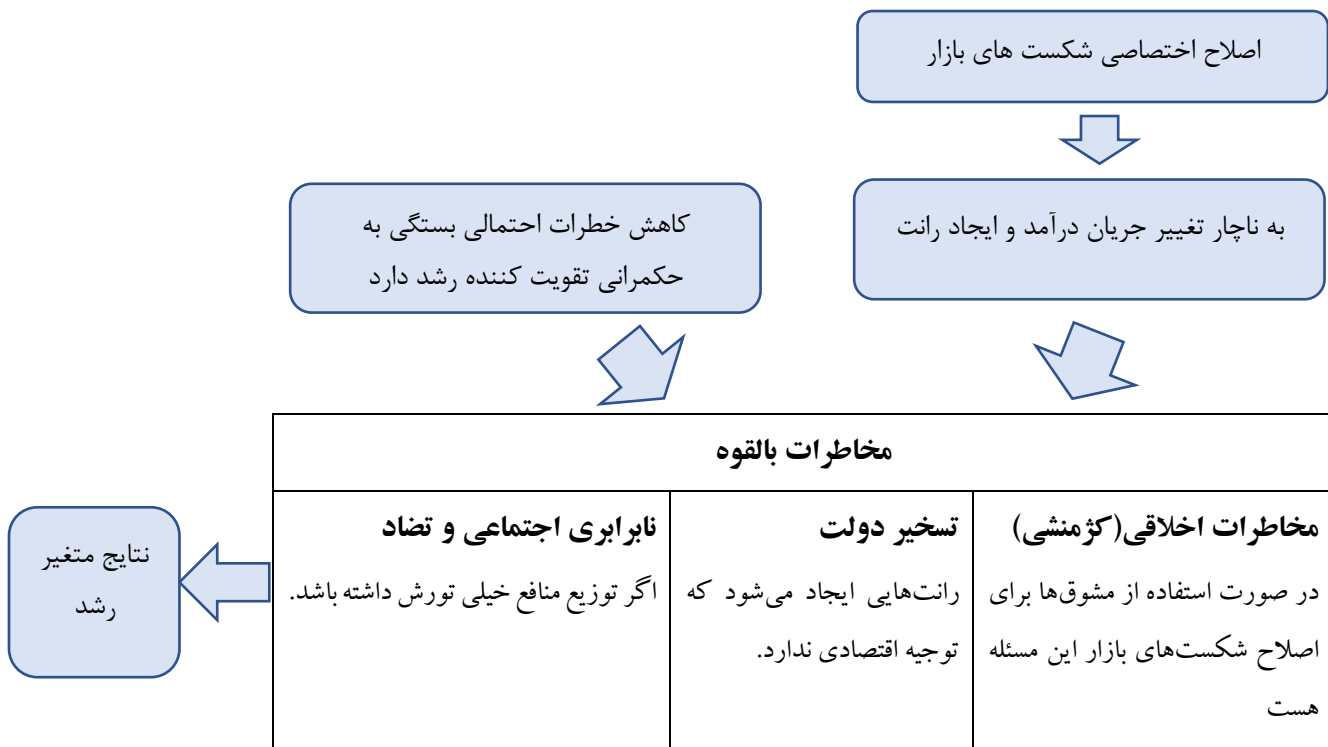 اصلاح اختصاصی شکست های بازار
به ناچار تغییر جریان درآمد و ایجاد رانت
کاهش خطرات احتمالی بستگی به
حکمرانی تقویت کننده رشد دارد
مخاطرات بالقوه
مخاطرات اخلاقی(کژمنشی)
در صورت استفاده از مشوق‌ها برای
اصلاح شکست‌های بازار این مسئله
هست
تسخیر دولت
رانت‌هایی ایجاد می‌شود که
توجیه اقتصادی ندارد.
نابرابری اجتماعی و تضاد
اگر توزیع منافع خیلی تورش داشته باشد.
نتایج متغیر
رشد